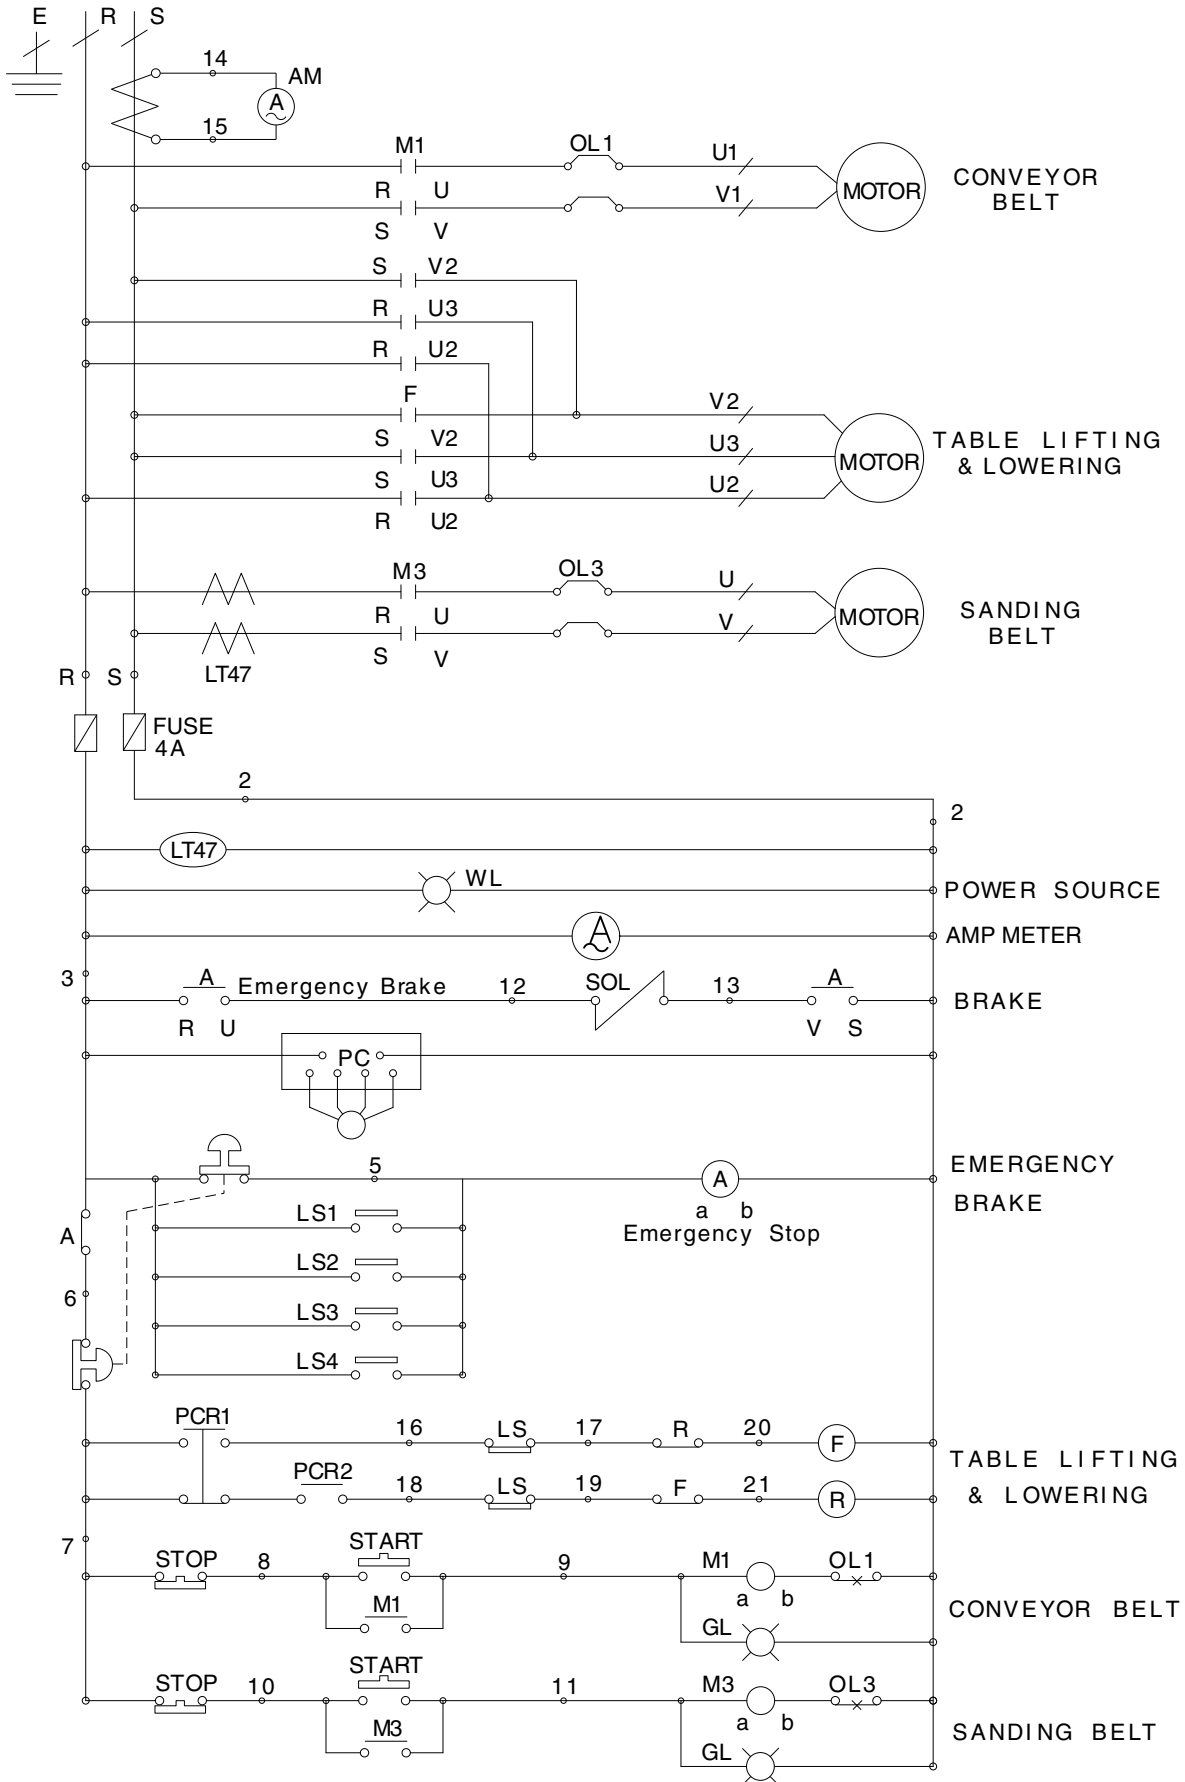 E R S
14
AM
A
15
M1 OL1 U1
R U V1 MOTOR
S V
CONVEYOR
BELT
S V2
R U3
R U2
F V2
S V2 U3 MOTOR
S U3 U2
R U2
TABLE LIFTING
& LOWERING
M3 OL3 U
R U V MOTOR
S V
LT47
SANDING
BELT
R S
FUSE
4A
2
2
LT47
WL POWER SOURCE
A AMP METER
3
A Emergency Brake 12 SOL 13 A BRAKE
R U V S
PC
5 A EMERGENCY
a b BRAKE
Emergency Stop
A LS1
LS2
6 LS3
LS4
PCR1 16 LS 17 R 20 F
PCR2 18 LS 19 F 21 R
TABLE LIFTING
& LOWERING
7
STOP 8 START 9 M1 OL1
M1 a b
GL
CONVEYOR BELT
STOP 10 START 11 M3 OL3
M3 a b
GL
SANDING BELT